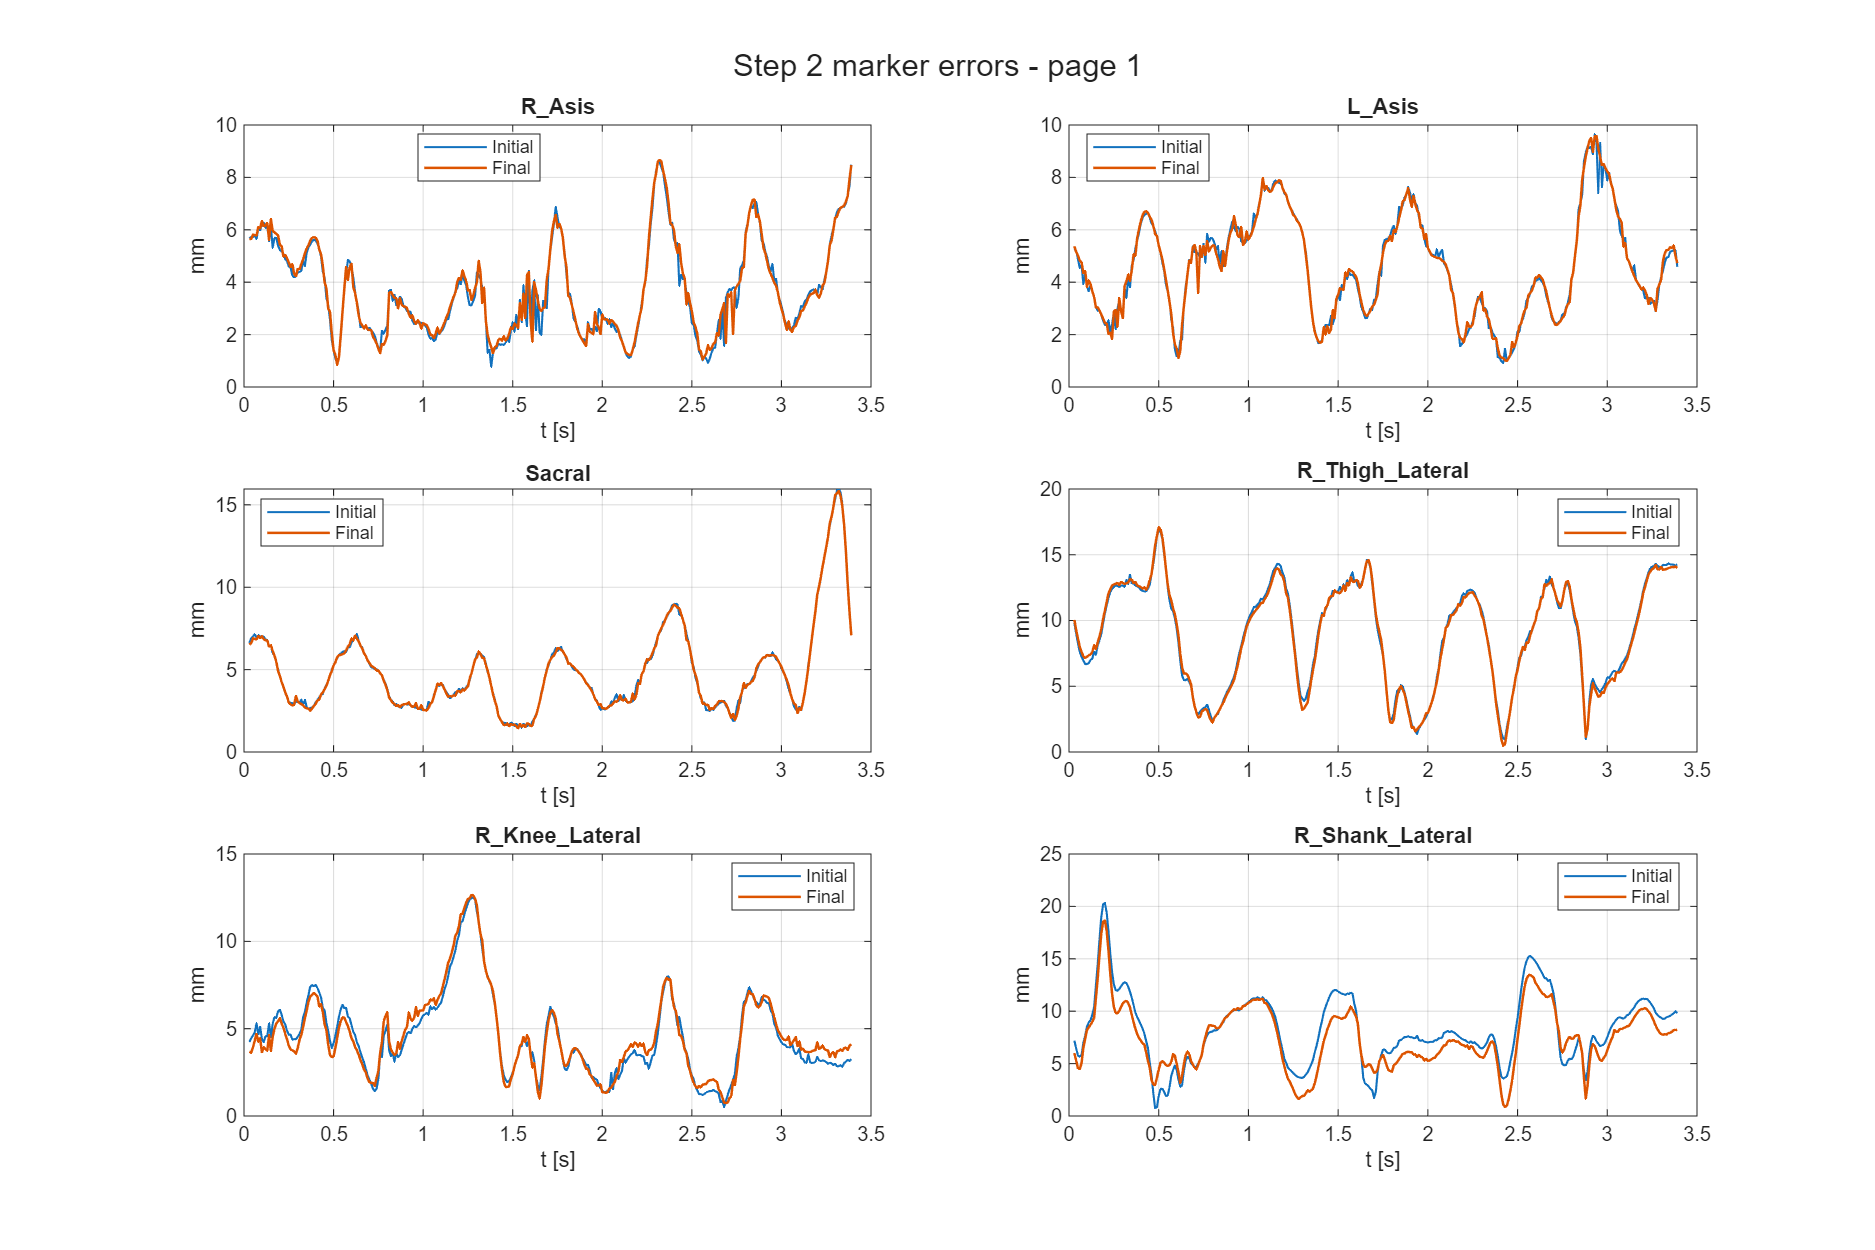 Step 2 marker errors - page 1
R_Asis
10
8
6
4
2
0
mm
Initial
Final
0 0.5 1 1.5 2 2.5 3 3.5
t [s]
L_Asis
10
8
6
4
2
0
mm
Initial
Final
0 0.5 1 1.5 2 2.5 3 3.5
t [s]
Sacral
15
10
5
0
mm
Initial
Final
0 0.5 1 1.5 2 2.5 3 3.5
t [s]
R_Thigh_Lateral
20
15
10
5
0
mm
Initial
Final
0 0.5 1 1.5 2 2.5 3 3.5
t [s]
R_Knee_Lateral
15
10
5
0
mm
Initial
Final
0 0.5 1 1.5 2 2.5 3 3.5
t [s]
R_Shank_Lateral
25
20
15
10
5
0
mm
Initial
Final
0 0.5 1 1.5 2 2.5 3 3.5
t [s]